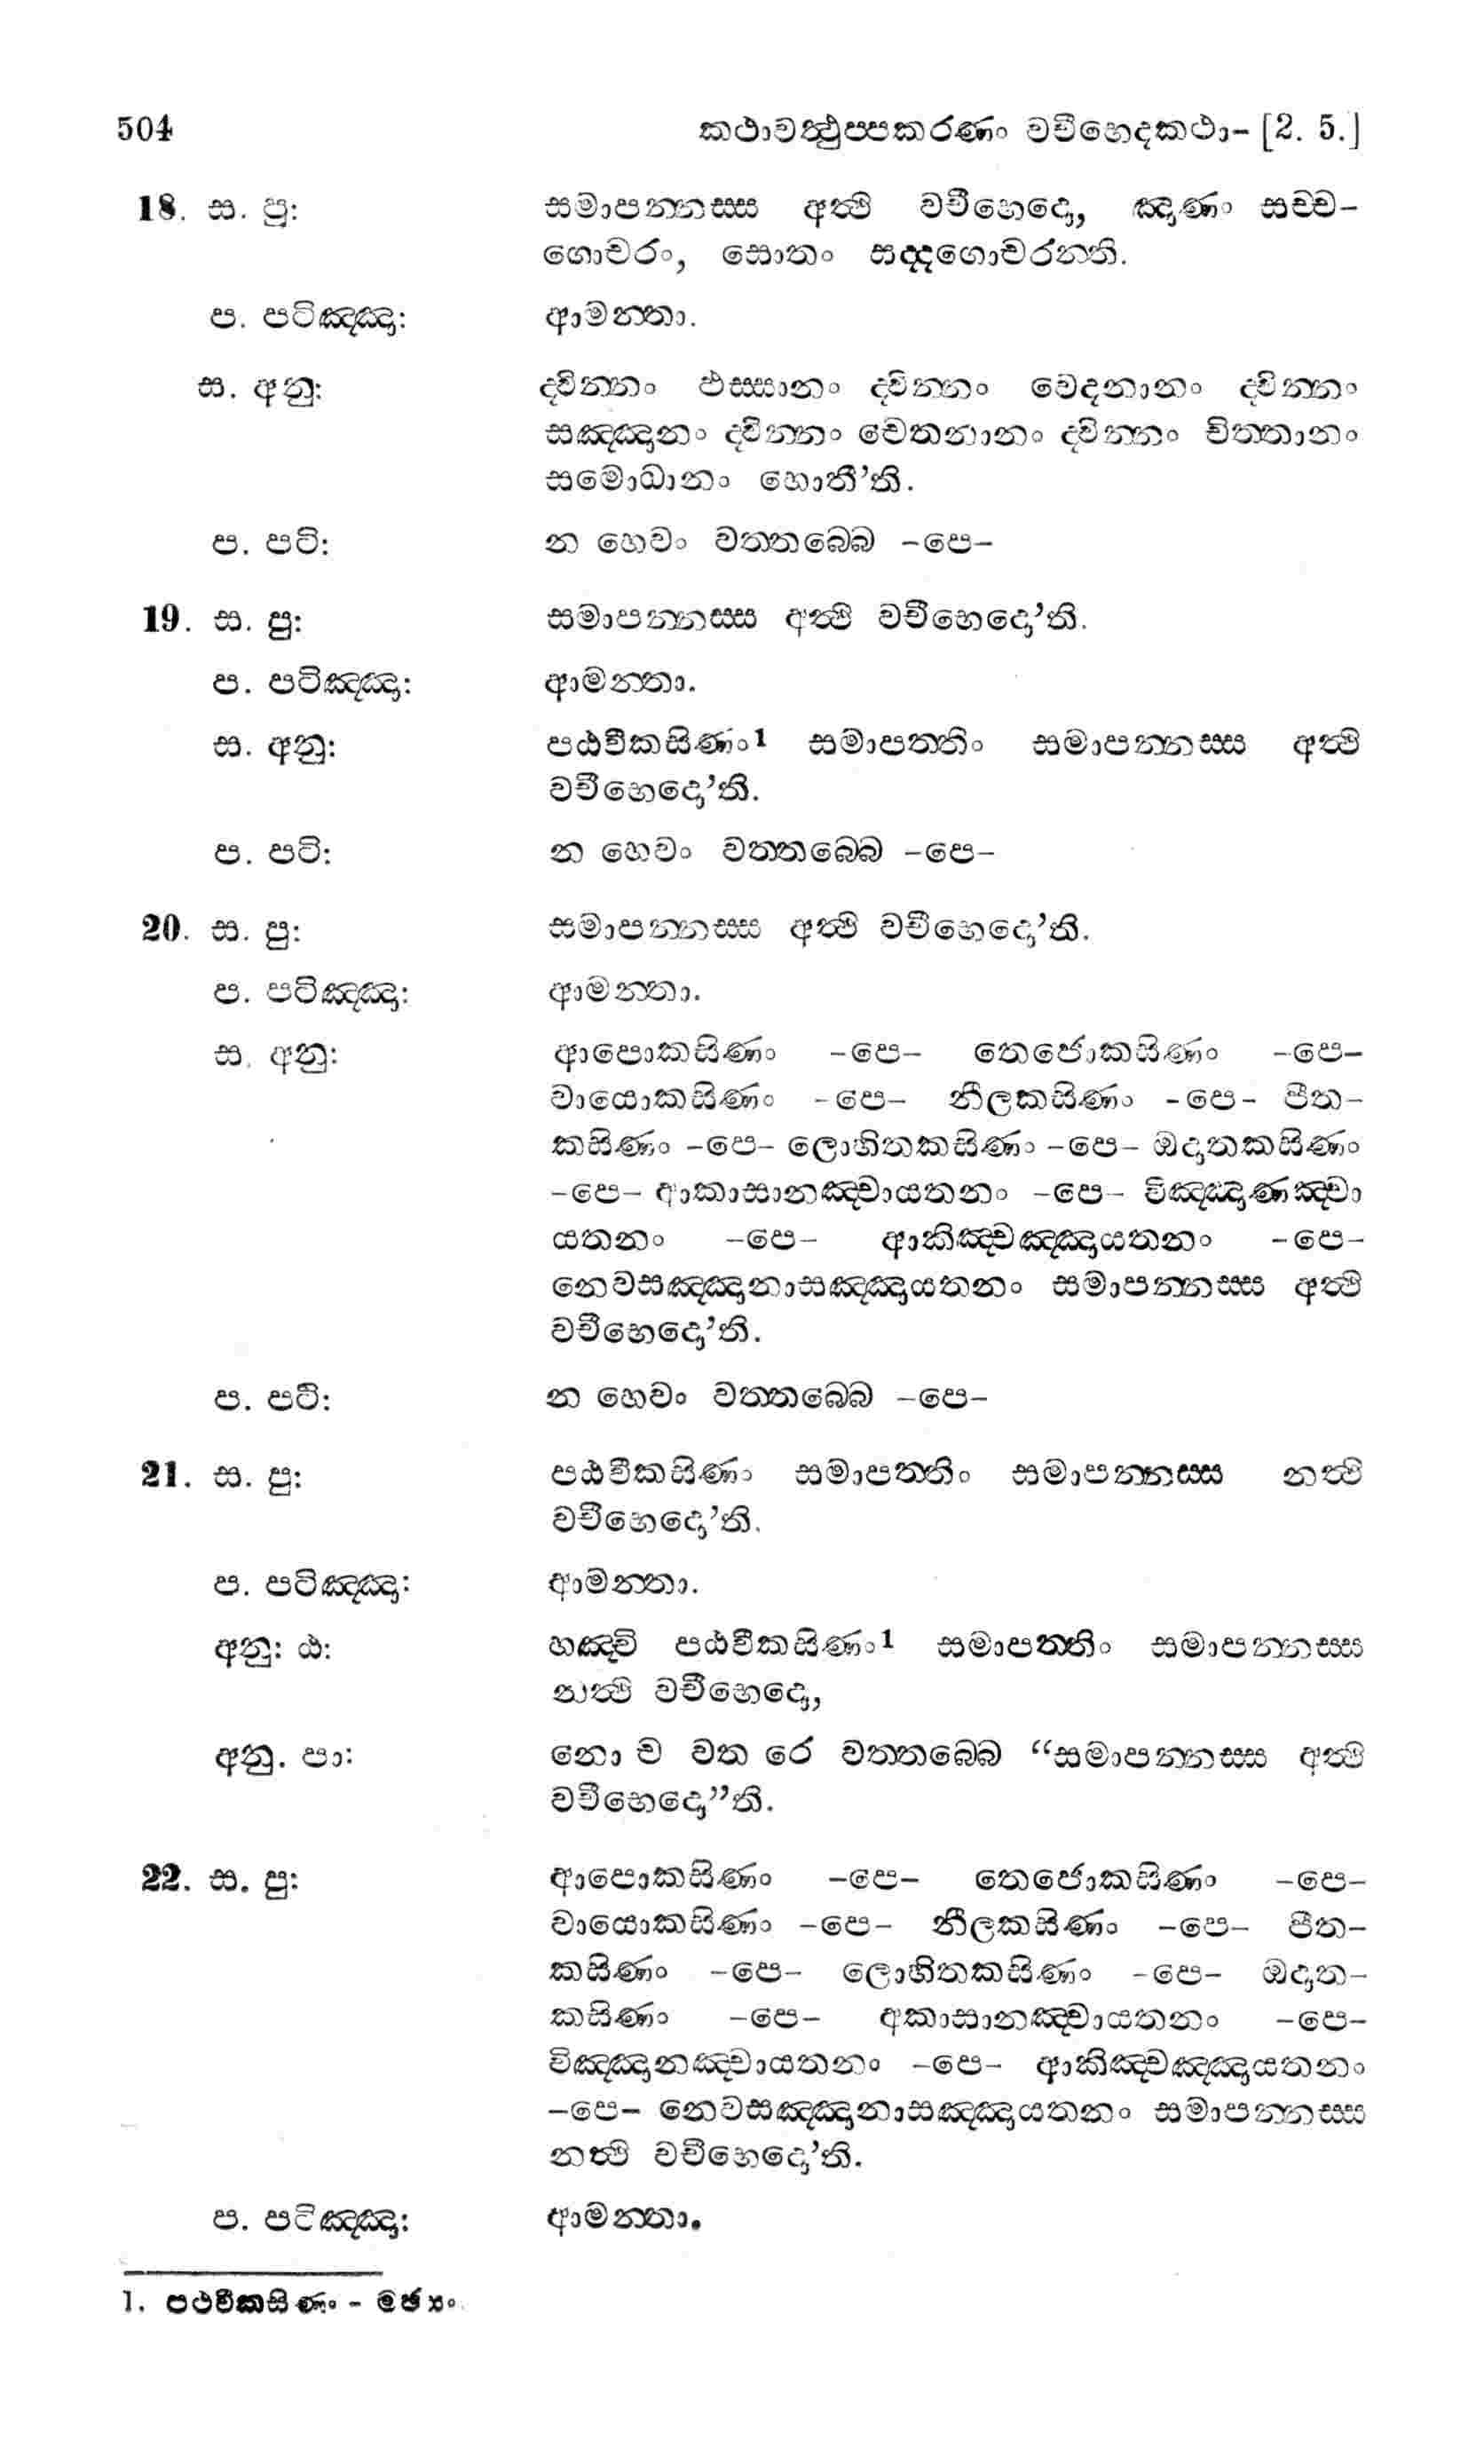 504 කථාවත්‍ථුප්පකරණං වචීභෙදකථා- [2. 5.]
18. ස. පු: සමාපන්නස්ස අත්‍ථි වචීභෙදො, ඤාණං සච්ච-
ගොචරං, සොතං සද්දගොචරන්ති.
ප. පටිඤ්ඤා: ආමන්තා.
ස. අනු: ද්වින්නං ඵස්සානං ද්වින්නං වෙදනානං ද්වින්නං
සඤ්ඤානං ද්වින්නං චෙතනානං ද්වින්නං චිත්තානං
සමොධානං හොතී’ති.
ප. පටි: න හෙවං වත්තබ්බෙ -පෙ-
19. ස. පු: සමාපන්නස්ස අත්‍ථි වචීභෙදො’ති.
ප. පටිඤ්ඤා: ආමන්තා.
ස. අනු: පඨවීකසිණං1 සමාපත්තිං සමාපන්නස්ස අත්‍ථි
වචීභෙදො’ති.
ප. පටි: න හෙවං වත්තබ්බෙ -පෙ-
20. ස. පු: සමාපන්නස්ස අත්‍ථි වචීභෙදො’ති.
ප. පටිඤ්ඤා: ආමන්තා.
ස. අනු: ආපොකසිණං -පෙ- තෙජොකසිණං -පෙ-
වායොකසිණං -පෙ- නීලකසිණං -පෙ- පීත-
කසිණං -පෙ- ලොහිතකසිණං -පෙ- ඔදාතකසිණං
-පෙ- ආකාසානඤ්චායතනං -පෙ- විඤ්ඤාණඤ්චා
යතනං -පෙ- ආකිඤ්චඤ්ඤායතනං -පෙ-
නෙවසඤ්ඤානාසඤ්ඤායතනං සමාපන්නස්ස අත්‍ථි
වචීභෙදො’ති.
ප. පටි: න හෙවං වත්තබ්බෙ -පෙ-
21. ස. පු: පඨවීකසිණං සමාපත්තිං සමාපන්නස්ස නත්‍ථි
වචීභෙදො’ති.
ප. පටිඤ්ඤා: ආමන්තා.
අනු: ඨ: හඤ්චි පඨවීකසිණං1 සමාපත්තිං සමාපන්නස්ස
නත්‍ථි වචීභෙදො,
අනු. පා: නො ච වත රෙ වත්තබ්බෙ “සමාපන්නස්ස අත්‍ථි
වචීභෙදො”ති.
22. ස. පු: ආපොකසිණං -පෙ- තෙජොකසිණං -පෙ-
වායොකසිණං -පෙ- නීලකසිණං -පෙ- පීත-
කසිණං -පෙ- ලොහිතකසිණං -පෙ- ඔදාත-
කසිණං -පෙ- අකාසානඤ්චායතනං -පෙ-
විඤ්ඤානඤ්චායතනං -පෙ- ආකිඤ්චඤ්ඤායතනං
-පෙ- නෙවසඤ්ඤානාසඤ්ඤායතනං සමාපන්නස්ස
නත්‍ථි වචීභෙදො’ති.
ප. පටිඤ්ඤා: ආමන්තා.
1. පථවීකසිණං - මඡසං.